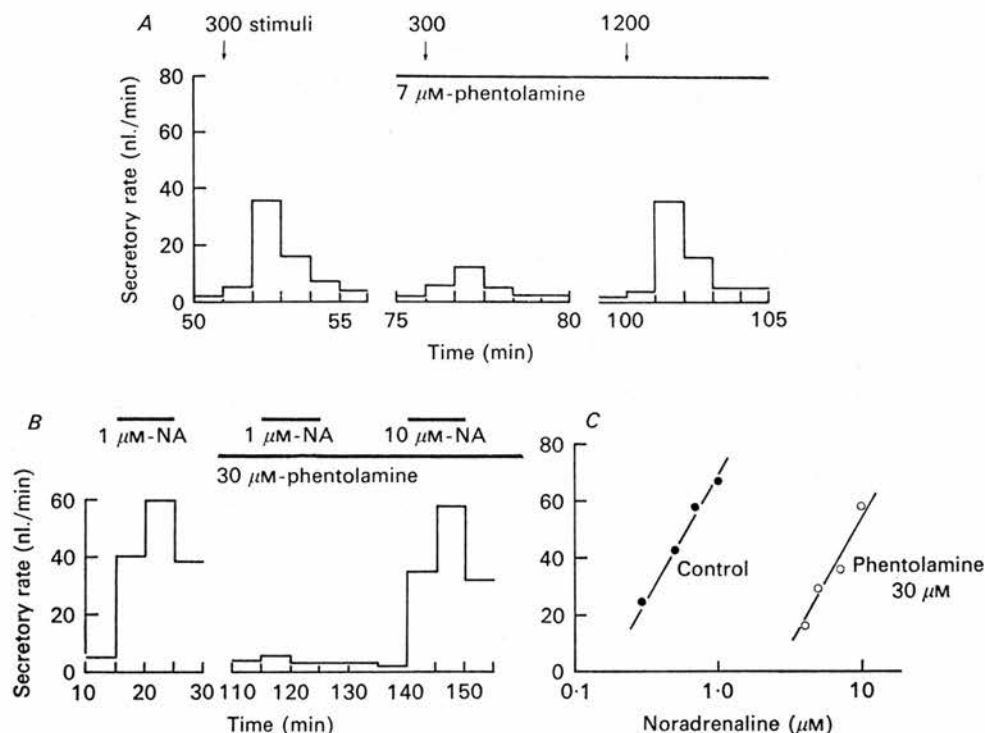 A
300 stimuli 300 1200
7 µM-phentolamine
Secretory rate (nl./min)
80
60
40
20
0
50 55 75 80 100 105
Time (min)
B
1 µM-NA 1 µM-NA 10 µM-NA
30 µM-phentolamine
Secretory rate (nl./min)
60
40
20
0
10 20 30 110 120 130 140 150
Time (min)
C
80
60
40
20
0
Control
Phentolamine
30 µM
0·1 1·0 10
Noradrenaline (µM)